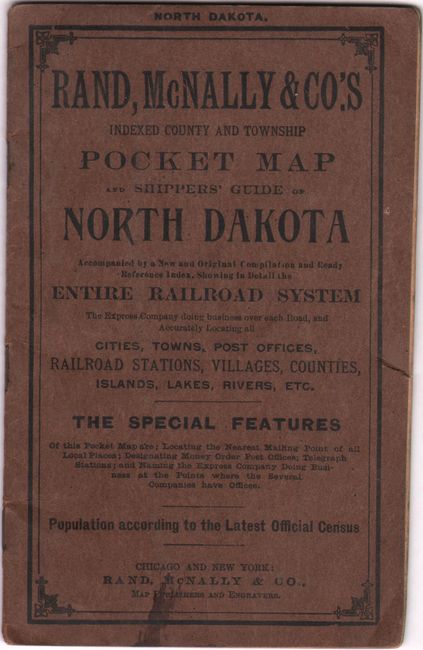 NORTH DAKOTA.
RAND, McNALLY & CO.'S
INDEXED COUNTY AND TOWNSHIP
POCKET MAP
AND SHIPPERS' GUIDE OF
NORTH DAKOTA
Accompanied by a New and Original Compilation and Ready
Reference Index, Showing in Detail the
ENTIRE RAILROAD SYSTEM
The Express Company doing business over each Road, and
Accurately Locating all
CITIES, TOWNS, POST OFFICES,
RAILROAD STATIONS, VILLAGES, COUNTIES,
ISLANDS, LAKES, RIVERS, ETC.
THE SPECIAL FEATURES
Of this Pocket Map are; Locating the Nearest Mailing Point of all
Local Places; Designating Money Order Post Offices; Telegraph
Stations; and Naming the Express Company Doing Busi-
ness at the Points where the Several
Companies have Offices.
Population according to the Latest Official Census
CHICAGO AND NEW YORK:
RAND, McNALLY & CO.,
MAP PUBLISHERS AND ENGRAVERS.